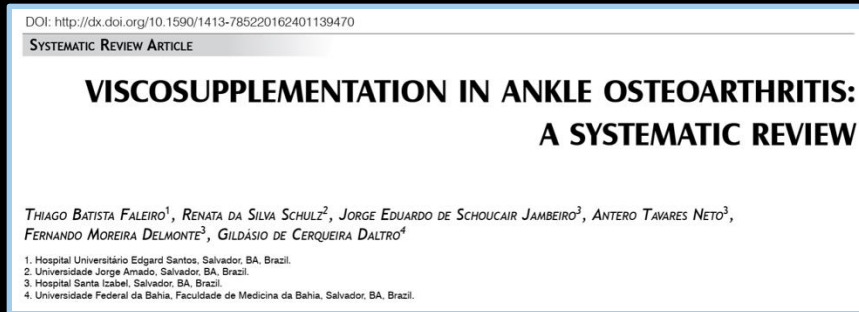 DOI: http://dx.doi.org/10.1590/1413-785220162401139470
SYSTEMATIC REVIEW ARTICLE
VISCOSUPPLEMENTATION IN ANKLE OSTEOARTHRITIS:
A SYSTEMATIC REVIEW
THIAGO BATISTA FALEIRO¹, RENATA DA SILVA SCHULZ², JORGE EDUARDO DE SCHOUCAIR JAMBEIRO³, ANTERO TAVARES NETO³,
FERNANDO MOREIRA DELMONTE³, GILDÁSIO DE CERQUEIRA DALTRO⁴
1. Hospital Universitário Edgard Santos, Salvador, BA, Brazil.
2. Universidade Jorge Amado, Salvador, BA, Brazil.
3. Hospital Santa Izabel, Salvador, BA, Brazil.
4. Universidade Federal da Bahia, Faculdade de Medicina da Bahia, Salvador, BA, Brazil.